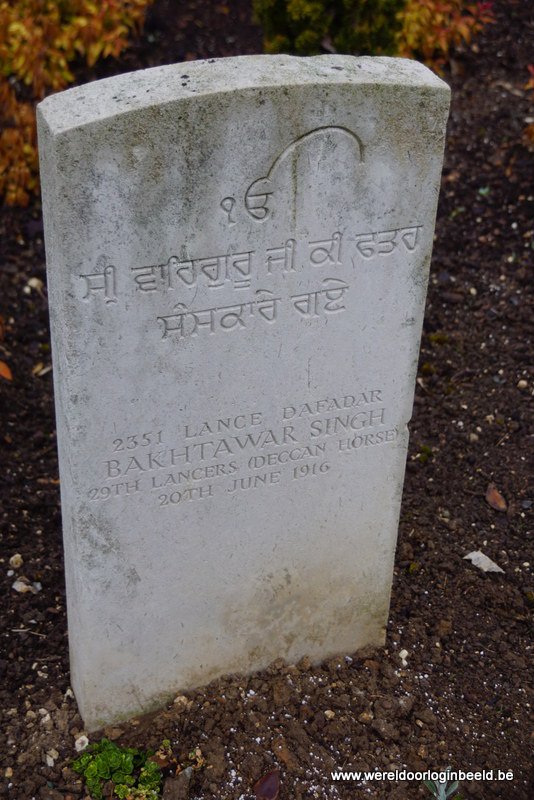 ੴ
ਸ੍ਰੀ ਵਾਹਿਗੁਰੂ ਜੀ ਕੀ ਫਤਹ
ਸੰਸਕਾਰੇ ਗਏ
2351 LANCE DAFADAR
BAKHTAWAR SINGH
29TH LANCERS (DECCAN HORSE)
20TH JUNE 1916
www.wereldoorloginbeeld.be